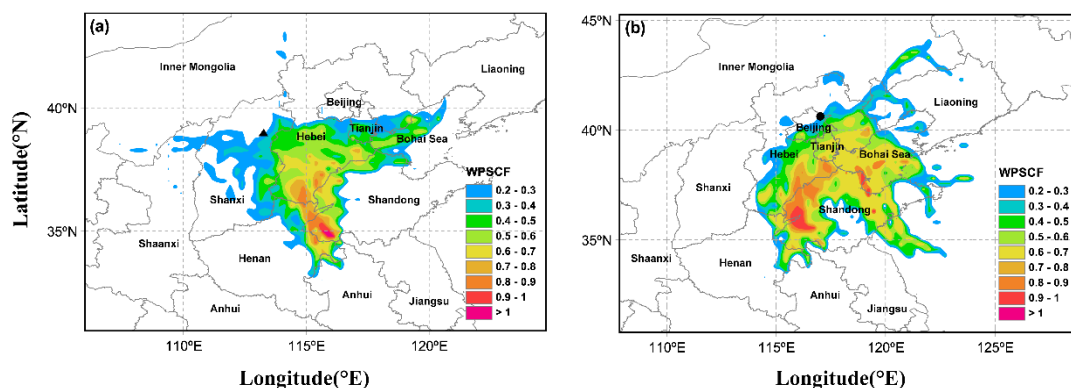 (a)
Inner Mongolia
Liaoning
Beijing
Tianjin
Hebei
Bohai Sea
Shanxi
Shandong
Shaanxi
Henan
Anhui
Anhui
Jiangsu
WPSCF
0.2 - 0.3
0.3 - 0.4
0.4 - 0.5
0.5 - 0.6
0.6 - 0.7
0.7 - 0.8
0.8 - 0.9
0.9 - 1
> 1
40°N
35°N
110°E
115°E
120°E
Latitude(°N)
Longitude(°E)
(b)
Inner Mongolia
Liaoning
Beijing
Tianjin
Hebei
Bohai Sea
Shanxi
Shandong
Shaanxi
Henan
Anhui
Jiangsu
WPSCF
0.2 - 0.3
0.3 - 0.4
0.4 - 0.5
0.5 - 0.6
0.6 - 0.7
0.7 - 0.8
0.8 - 0.9
0.9 - 1
> 1
45°N
40°N
35°N
110°E
115°E
120°E
125°E
Longitude(°E)